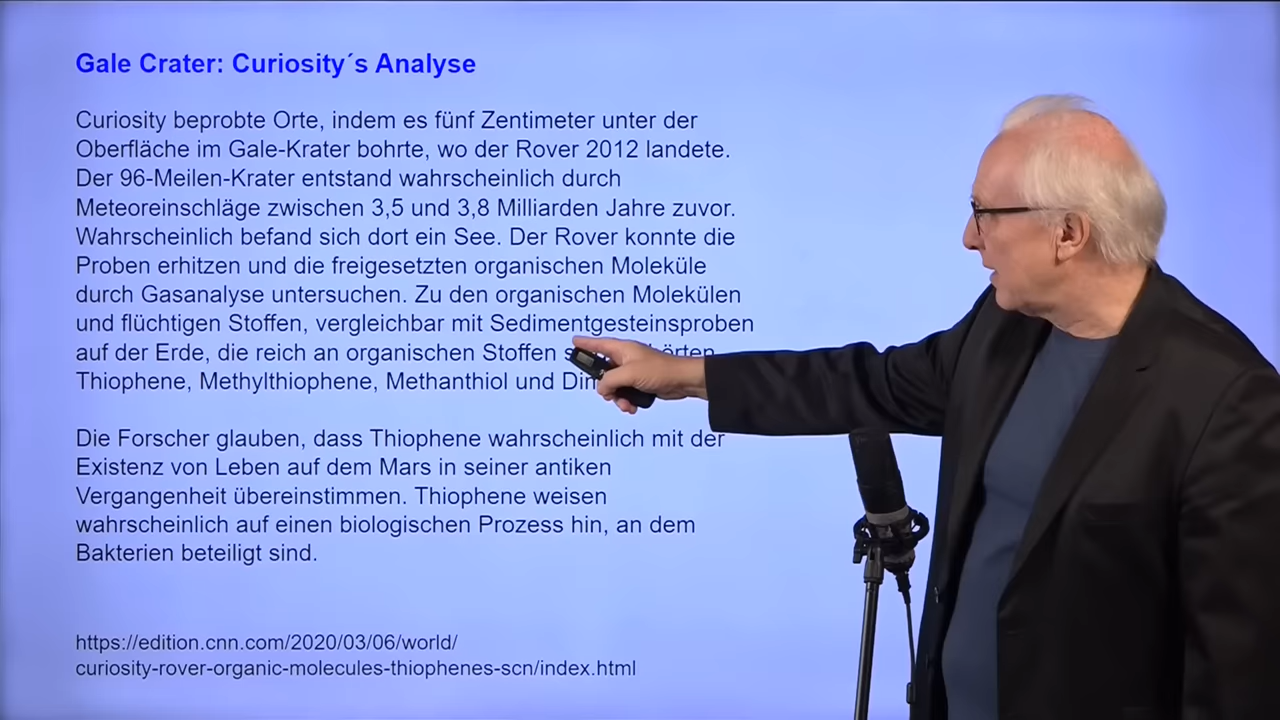 Gale Crater: Curiosity´s Analyse
Curiosity beprobte Orte, indem es fünf Zentimeter unter der
Oberfläche im Gale-Krater bohrte, wo der Rover 2012 landete.
Der 96-Meilen-Krater entstand wahrscheinlich durch
Meteoreinschläge zwischen 3,5 und 3,8 Milliarden Jahre zuvor.
Wahrscheinlich befand sich dort ein See. Der Rover konnte die
Proben erhitzen und die freigesetzten organischen Moleküle
durch Gasanalyse untersuchen. Zu den organischen Molekülen
und flüchtigen Stoffen, vergleichbar mit Sedimentgesteinsproben
auf der Erde, die reich an organischen Stoffen
Thiophene, Methylthiophene, Methanthiol und
Die Forscher glauben, dass Thiophene wahrscheinlich mit der
Existenz von Leben auf dem Mars in seiner antiken
Vergangenheit übereinstimmen. Thiophene weisen
wahrscheinlich auf einen biologischen Prozess hin, an dem
Bakterien beteiligt sind.
https://edition.cnn.com/2020/03/06/world/
curiosity-rover-organic-molecules-thiophenes-scn/index.html